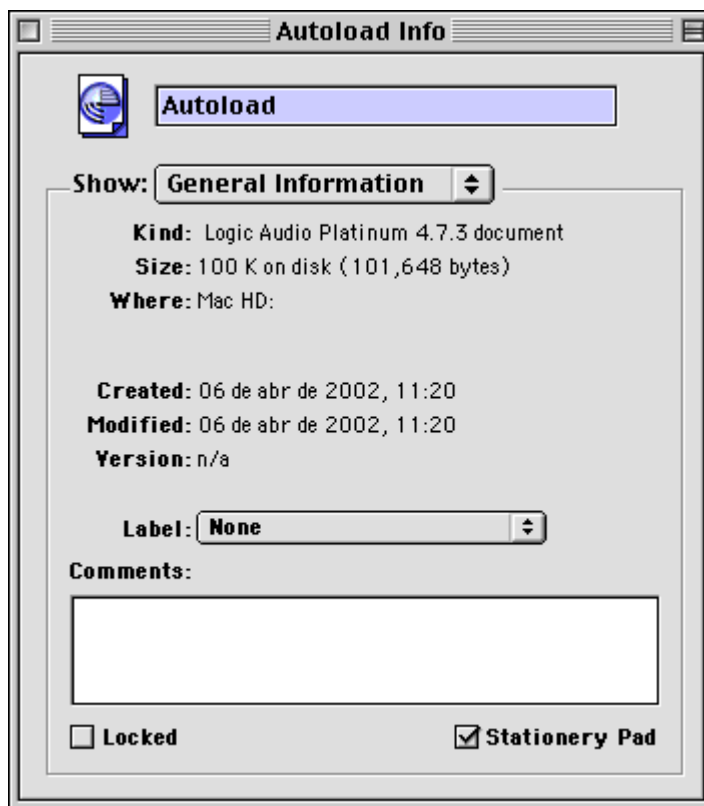 Autoload Info
Autoload
Show: General Information
Kind: Logic Audio Platinum 4.7.3 document
Size: 100 K on disk (101,648 bytes)
Where: Mac HD:
Created: 06 de abr de 2002, 11:20
Modified: 06 de abr de 2002, 11:20
Version: n/a
Label: None
Comments:
Locked Stationery Pad